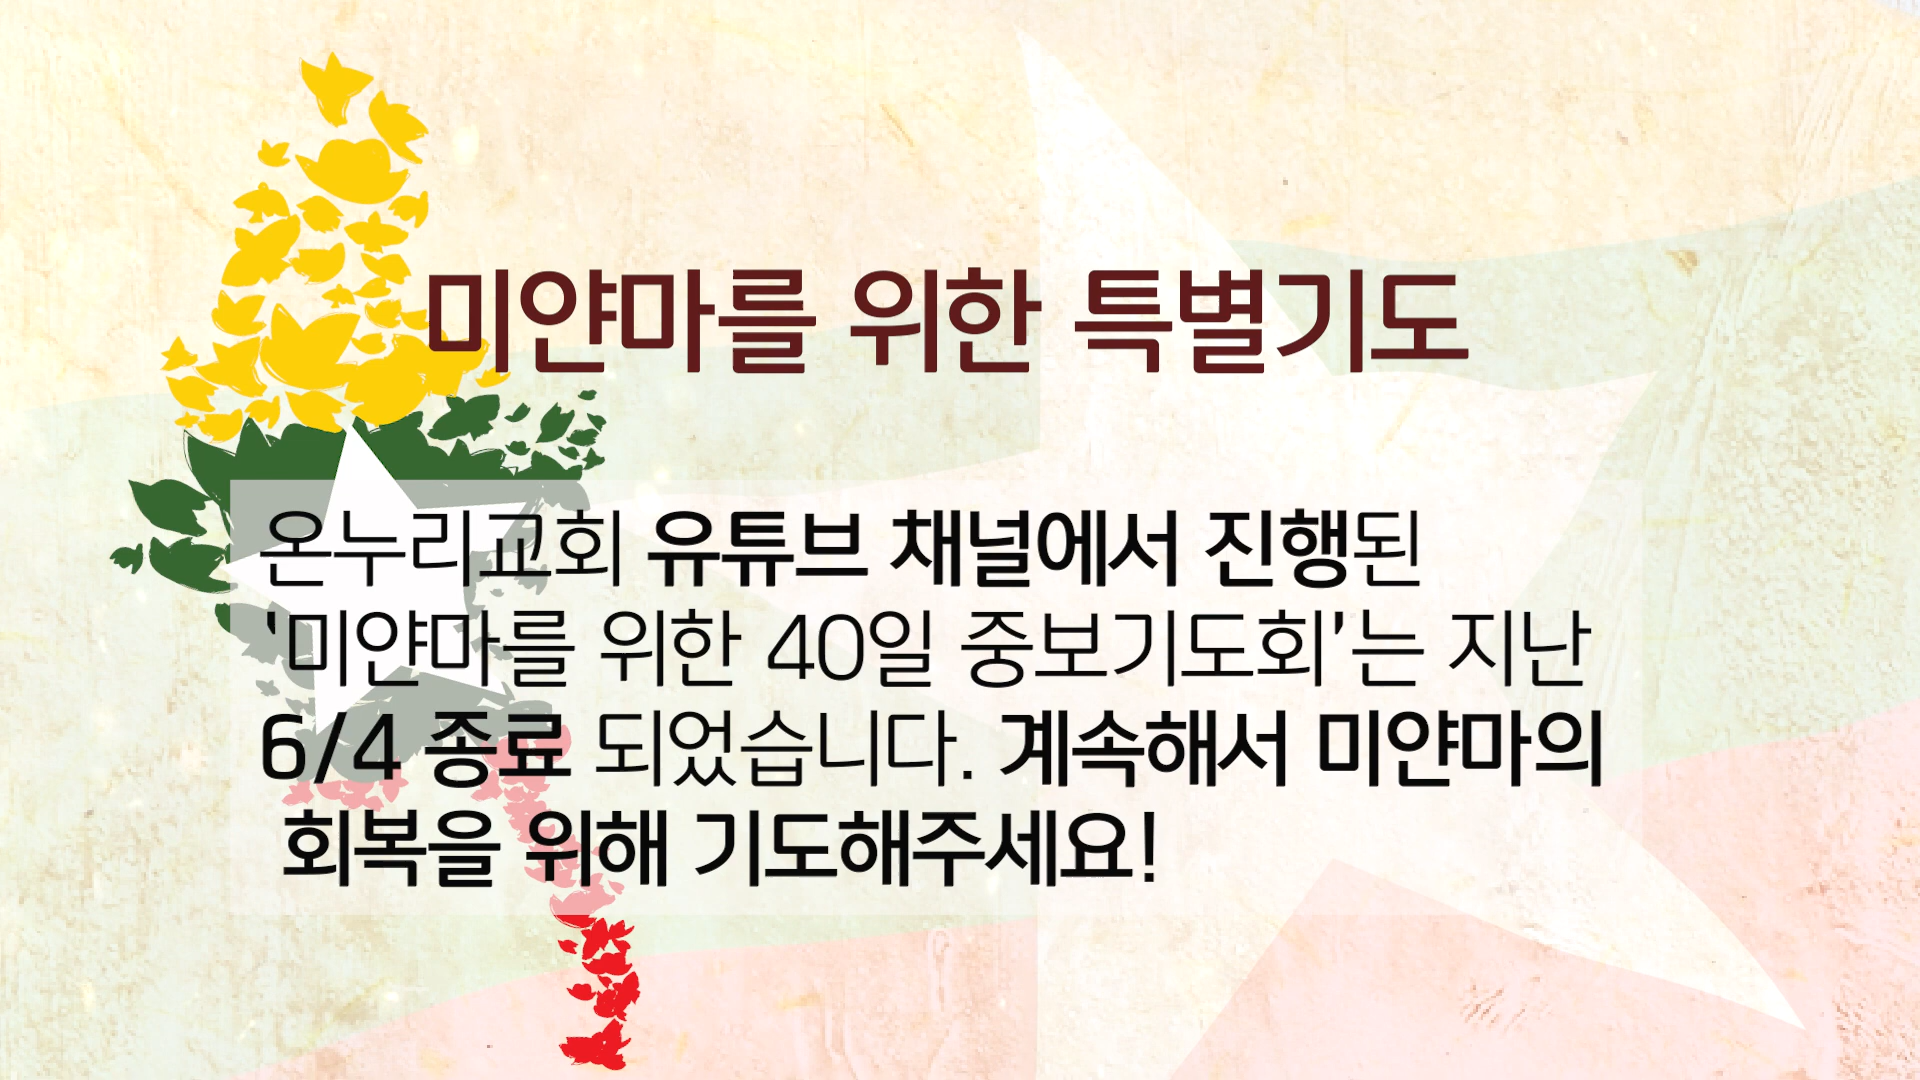 미얀마를 위한 특별기도
온누리교회 유튜브 채널에서 진행된
'미얀마를 위한 40일 중보기도회'는 지난
6/4 종료 되었습니다. 계속해서 미얀마의
회복을 위해 기도해주세요!